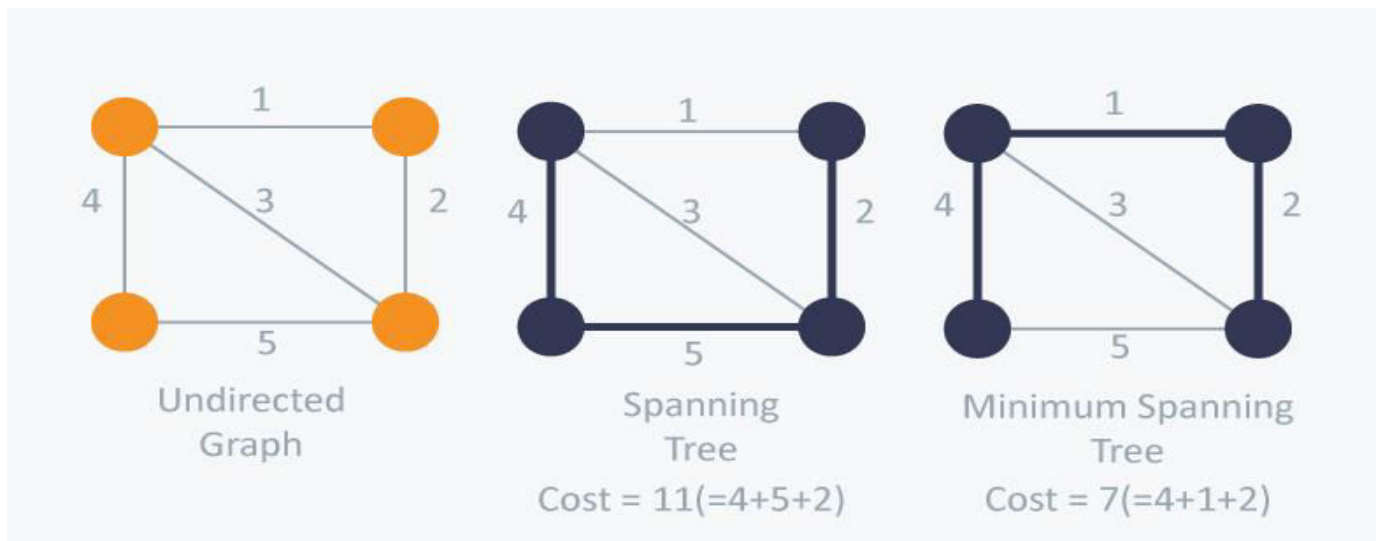 1
4
3
2
5
Undirected
Graph
1
4
3
2
5
Spanning
Tree
Cost = 11(=4+5+2)
1
4
3
2
5
Minimum Spanning
Tree
Cost = 7(=4+1+2)